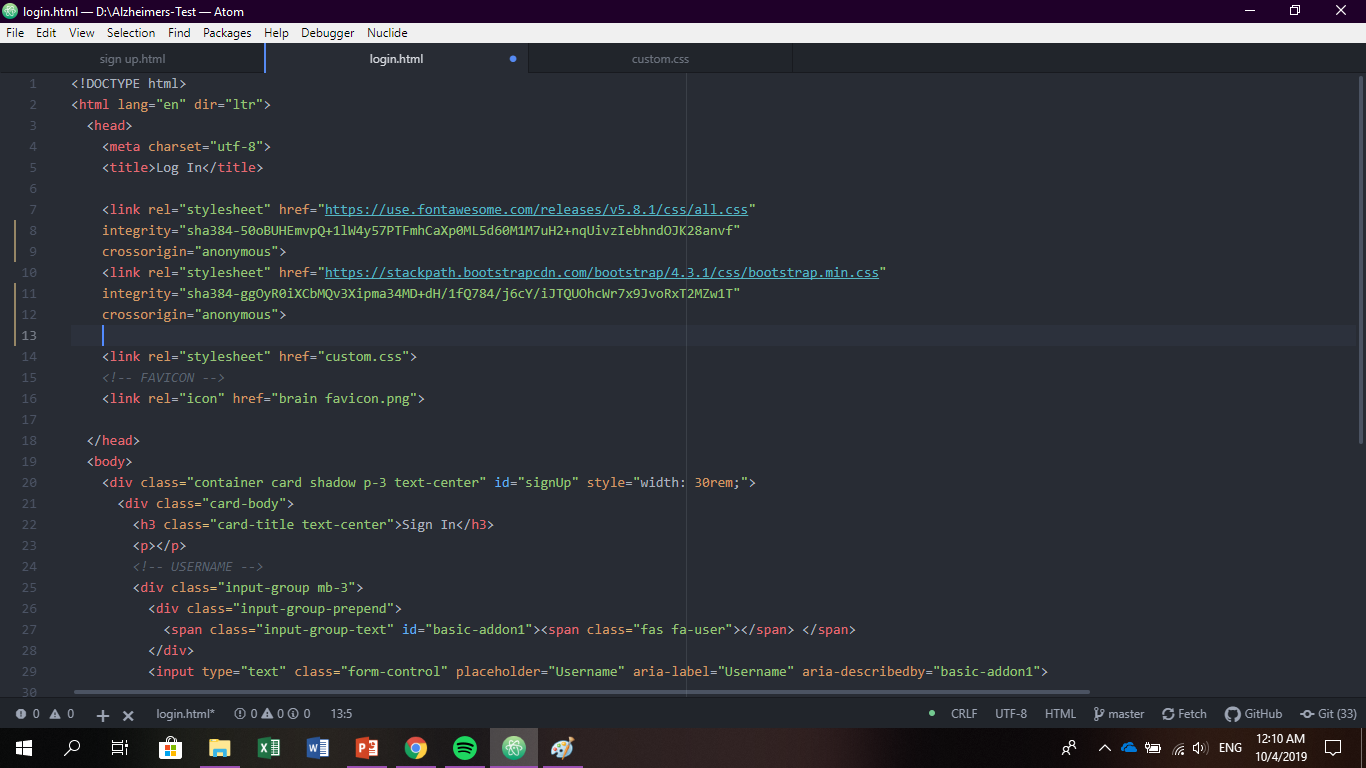 login.html — D:\Alzheimers-Test — Atom
File Edit View Selection Find Packages Help Debugger Nuclide
sign up.html login.html custom.css
1 <!DOCTYPE html>
2 <html lang="en" dir="ltr">
3 <head>
4 <meta charset="utf-8">
5 <title>Log In</title>
6
7 <link rel="stylesheet" href="https://use.fontawesome.com/releases/v5.8.1/css/all.css"
8 integrity="sha384-50oBUHEmvpQ+1lW4y57PTFmhCaXp0ML5d60M1M7uH2+nqUivzIebhndOJK28anvf"
9 crossorigin="anonymous">
10 <link rel="stylesheet" href="https://stackpath.bootstrapcdn.com/bootstrap/4.3.1/css/bootstrap.min.css"
11 integrity="sha384-ggOyR0iXCbMQv3Xipma34MD+dH/1fQ784/j6cY/iJTQUOhcWr7x9JvoRxT2MZw1T"
12 crossorigin="anonymous">
13
14 <link rel="stylesheet" href="custom.css">
15 <!-- FAVICON -->
16 <link rel="icon" href="brain favicon.png">
17
18 </head>
19 <body>
20 <div class="container card shadow p-3 text-center" id="signUp" style="width: 30rem;">
21 <div class="card-body">
22 <h3 class="card-title text-center">Sign In</h3>
23 <p></p>
24 <!-- USERNAME -->
25 <div class="input-group mb-3">
26 <div class="input-group-prepend">
27 <span class="input-group-text" id="basic-addon1"><span class="fas fa-user"></span> </span>
28 </div>
29 <input type="text" class="form-control" placeholder="Username" aria-label="Username" aria-describedby="basic-addon1">
30
0 0 login.html* 0 0 0 13:5 CRLF UTF-8 HTML master Fetch GitHub Git (33)
ENG 12:10 AM
10/4/2019